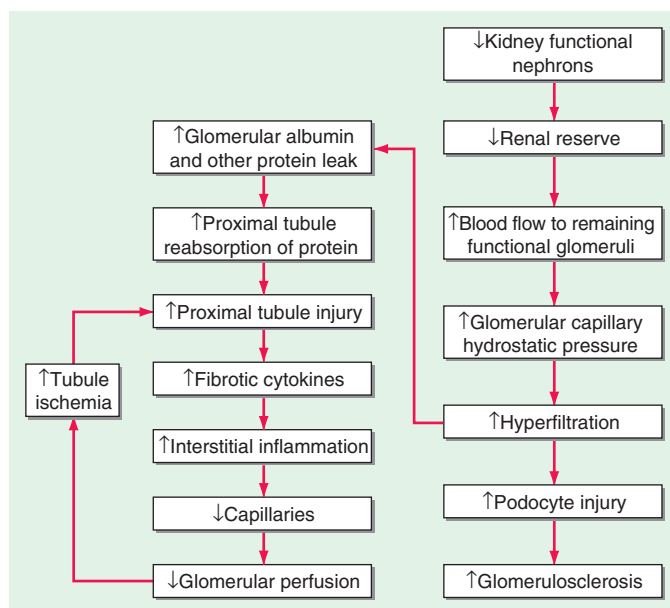 ↓Kidney functional
nephrons
↓Renal reserve
↑Blood flow to remaining
functional glomeruli
↑Glomerular capillary
hydrostatic pressure
↑Hyperfiltration
↑Podocyte injury
↑Glomerulosclerosis
↑Glomerular albumin
and other protein leak
↑Proximal tubule
reabsorption of protein
↑Proximal tubule injury
↑Fibrotic cytokines
↑Interstitial inflammation
↓Capillaries
↓Glomerular perfusion
↑Tubule
ischemia